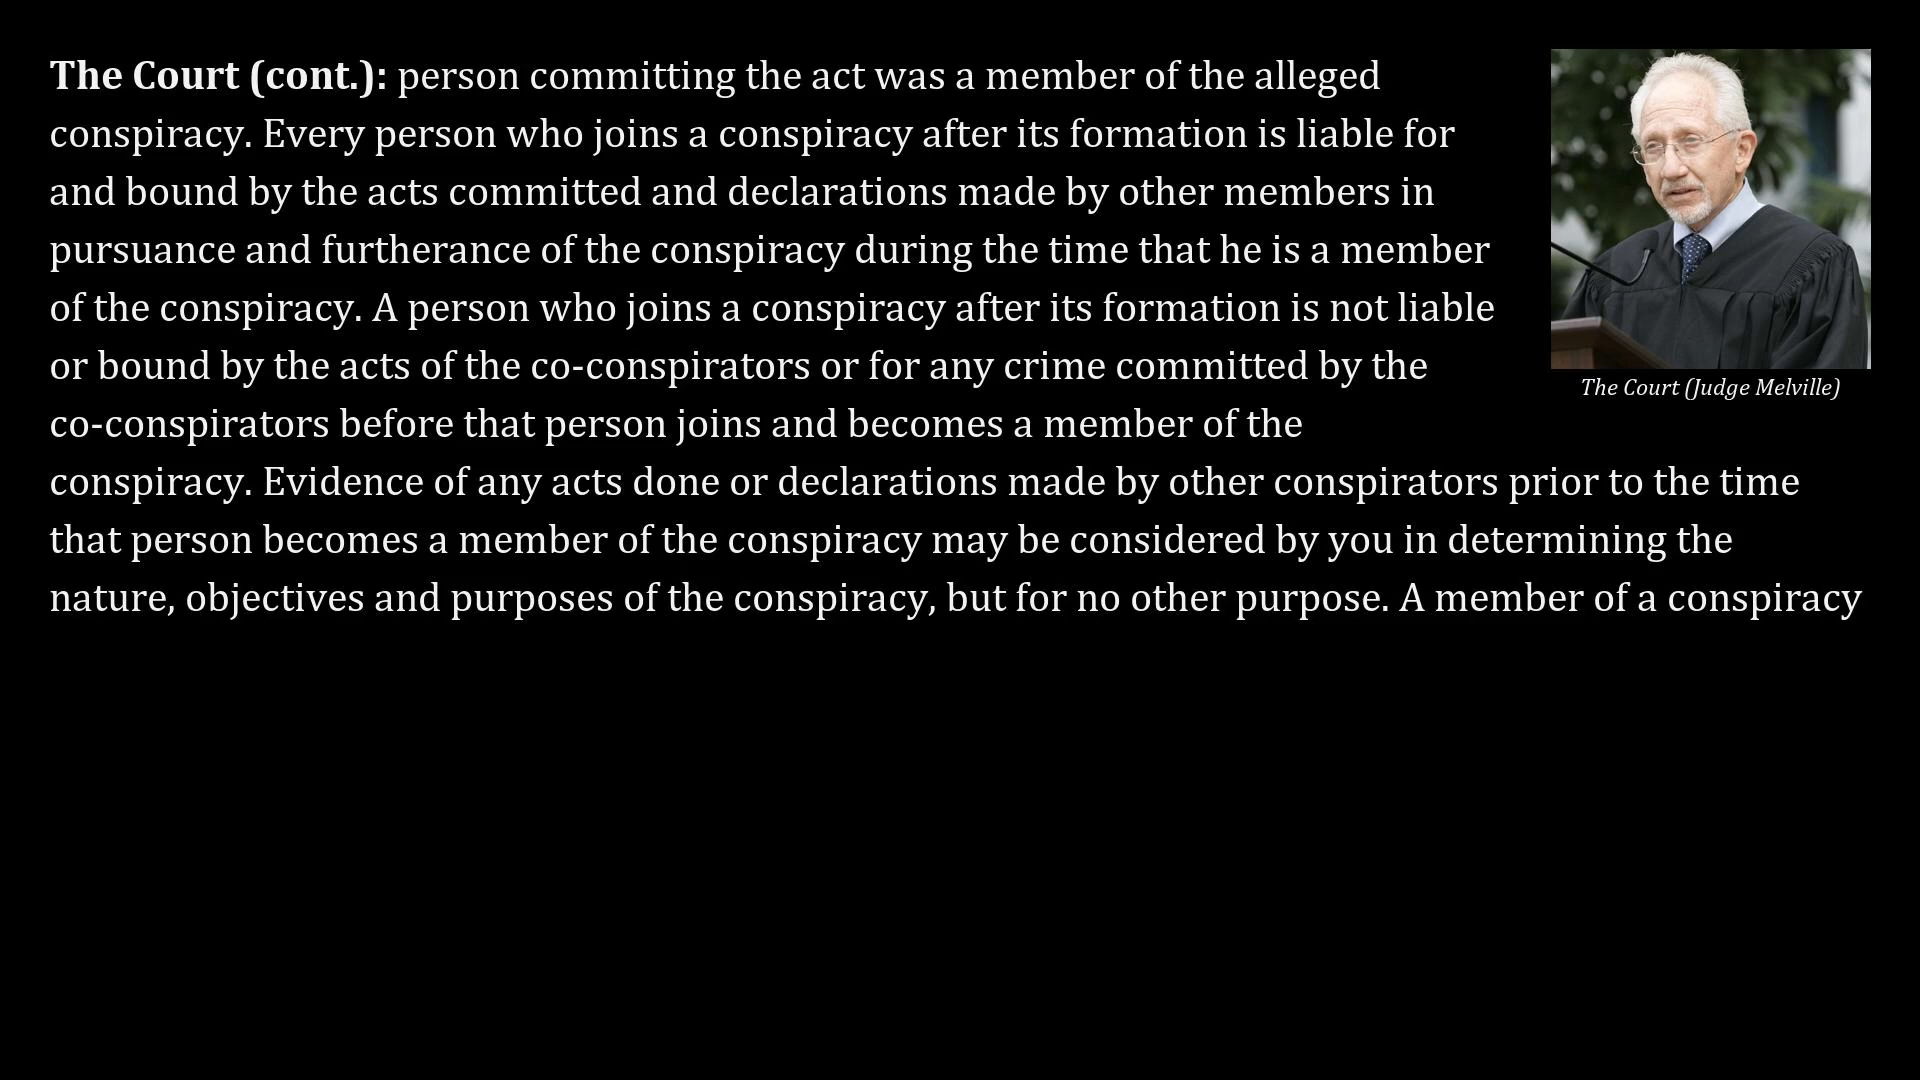 The Court (cont.): person committing the act was a member of the alleged
conspiracy. Every person who joins a conspiracy after its formation is liable for
and bound by the acts committed and declarations made by other members in
pursuance and furtherance of the conspiracy during the time that he is a member
of the conspiracy. A person who joins a conspiracy after its formation is not liable
or bound by the acts of the co-conspirators or for any crime committed by the
co-conspirators before that person joins and becomes a member of the
conspiracy. Evidence of any acts done or declarations made by other conspirators prior to the time
that person becomes a member of the conspiracy may be considered by you in determining the
nature, objectives and purposes of the conspiracy, but for no other purpose. A member of a conspiracy
The Court (Judge Melville)